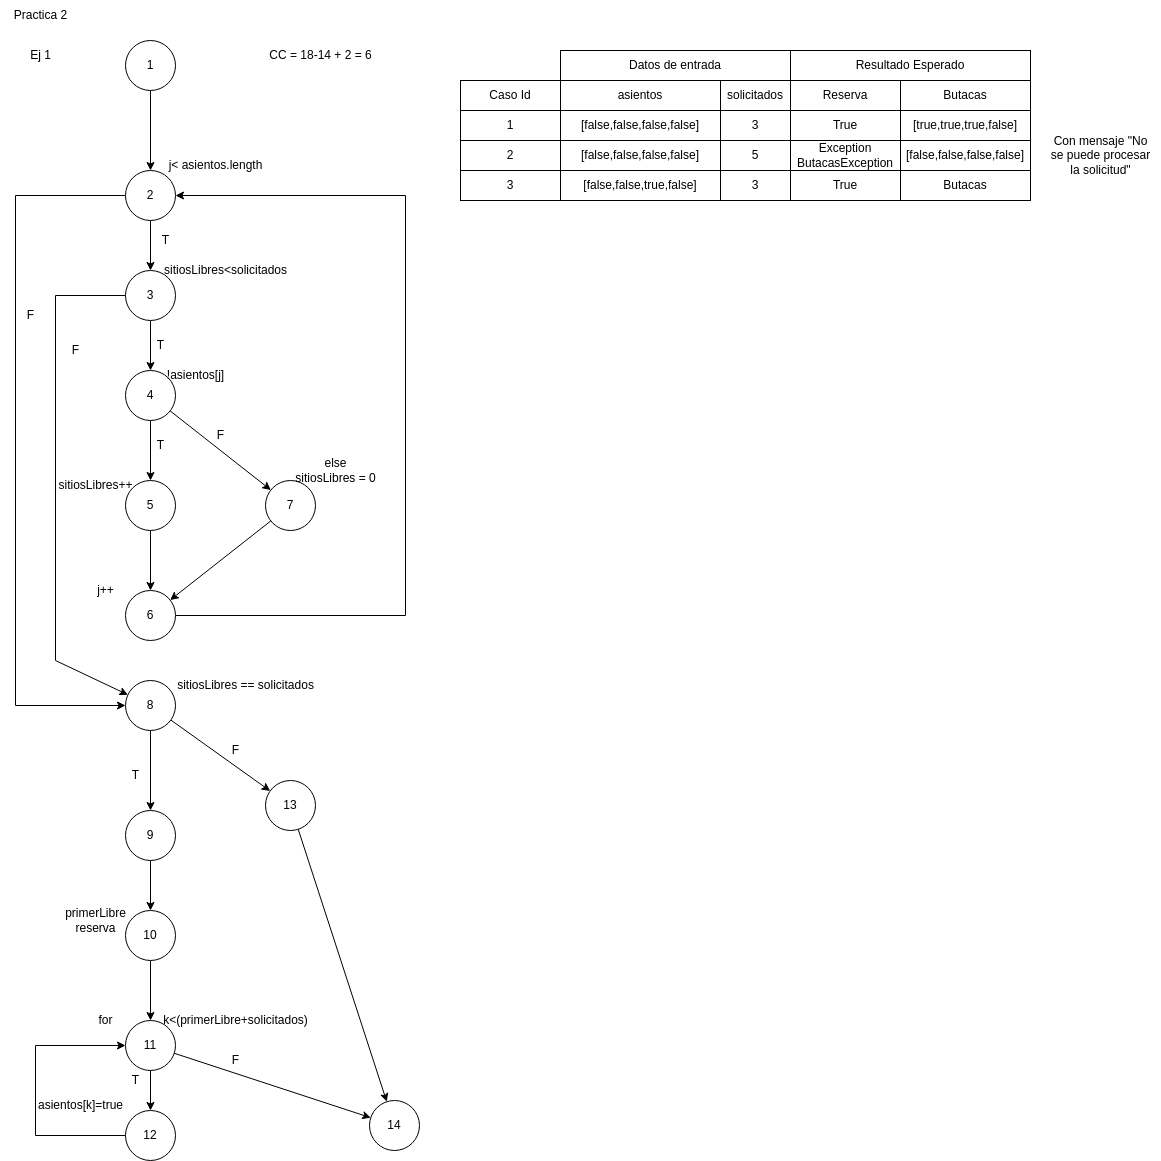 Practica 2
Ej 1
CC = 18-14 + 2 = 6
1
j< asientos.length
2
T
sitiosLibres<solicitados
3
F
F
T
!asientos[j]
4
F
T
else
sitiosLibres = 0
sitiosLibres++
5
7
j++
6
sitiosLibres == solicitados
8
F
T
13
9
primerLibre
reserva
10
for
k<(primerLibre+solicitados)
11
F
T
asientos[k]=true
14
12
Datos de entrada
Resultado Esperado
Caso Id
asientos
solicitados
Reserva
Butacas
1
[false,false,false,false]
3
True
[true,true,true,false]
2
[false,false,false,false]
5
Exception
ButacasException
[false,false,false,false]
3
[false,false,true,false]
3
True
Butacas
Con mensaje "No
se puede procesar
la solicitud"